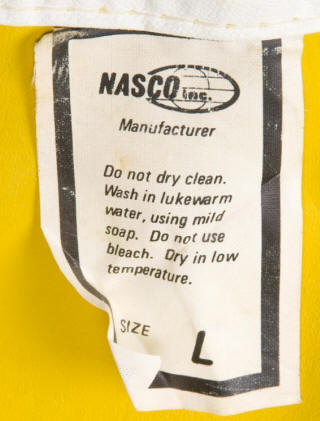 NASCO inc.
Manufacturer
Do not dry clean.
Wash in lukewarm
water, using mild
soap. Do not use
bleach. Dry in low
temperature.
SIZE L